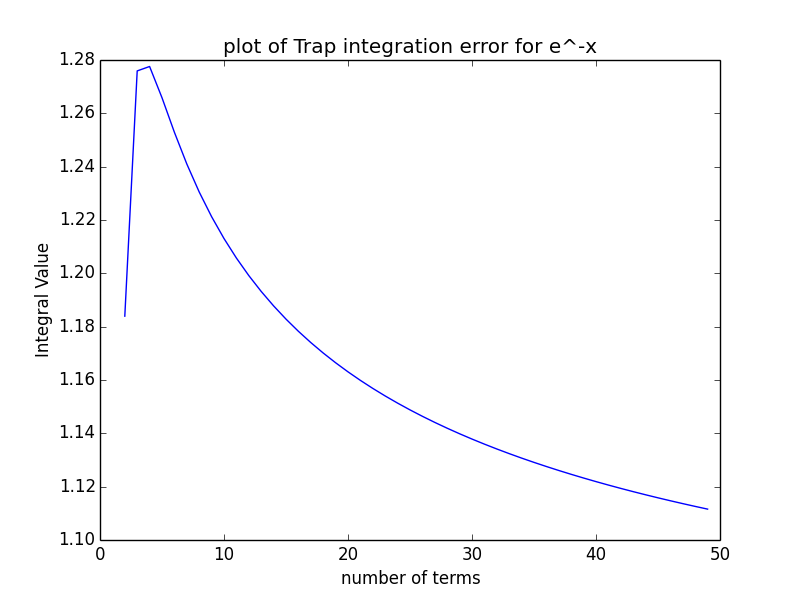 plot of Trap integration error for e^-x
1.28
1.26
1.24
1.22
1.20
1.18
1.16
1.14
1.12
1.10
Integral Value
0 10 20 30 40 50
number of terms